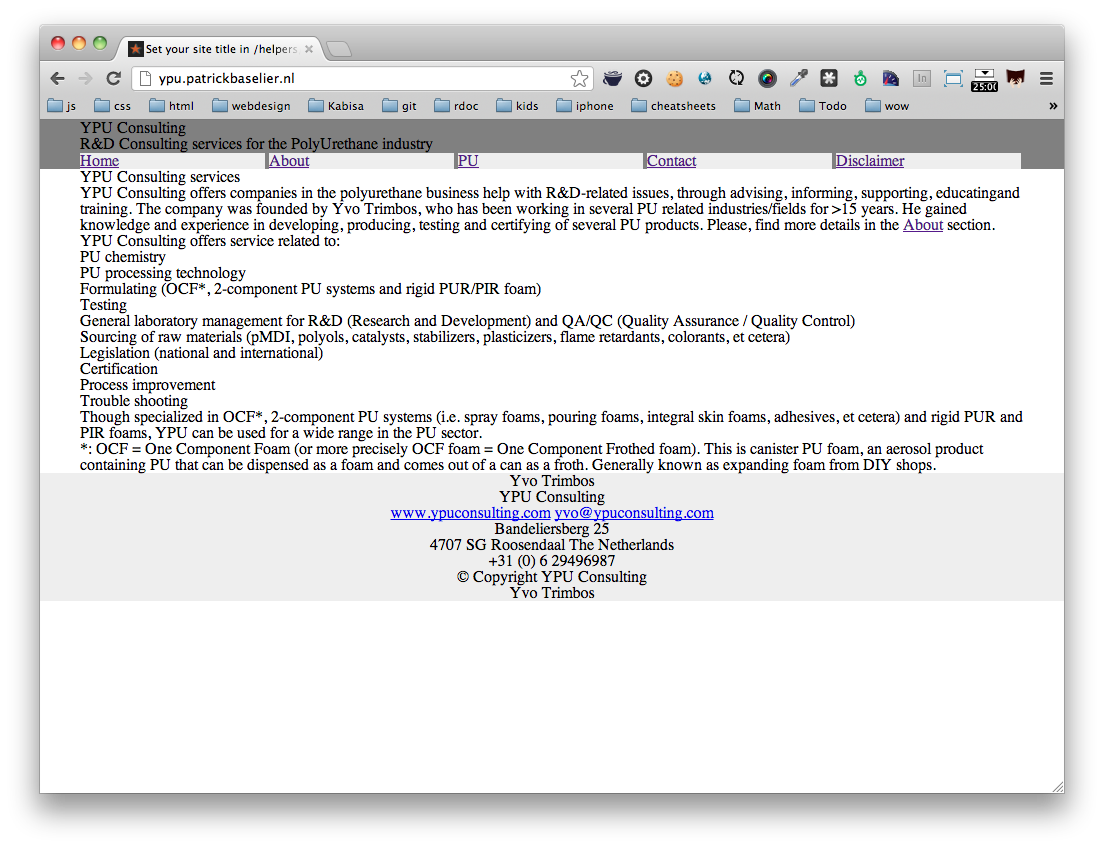 Set your site title in /helpers
ypu.patrickbaselier.nl
In
25:00
js css html webdesign Kabisa git rdoc kids iphone cheatsheets Math Todo wow »
YPU Consulting
R&D Consulting services for the PolyUrethane industry
Home About PU Contact Disclaimer
YPU Consulting services
YPU Consulting offers companies in the polyurethane business help with R&D-related issues, through advising, informing, supporting, educatingand
training. The company was founded by Yvo Trimbos, who has been working in several PU related industries/fields for >15 years. He gained
knowledge and experience in developing, producing, testing and certifying of several PU products. Please, find more details in the About section.
YPU Consulting offers service related to:
PU chemistry
PU processing technology
Formulating (OCF*, 2-component PU systems and rigid PUR/PIR foam)
Testing
General laboratory management for R&D (Research and Development) and QA/QC (Quality Assurance / Quality Control)
Sourcing of raw materials (pMDI, polyols, catalysts, stabilizers, plasticizers, flame retardants, colorants, et cetera)
Legislation (national and international)
Certification
Process improvement
Trouble shooting
Though specialized in OCF*, 2-component PU systems (i.e. spray foams, pouring foams, integral skin foams, adhesives, et cetera) and rigid PUR and
PIR foams, YPU can be used for a wide range in the PU sector.
*: OCF = One Component Foam (or more precisely OCF foam = One Component Frothed foam). This is canister PU foam, an aerosol product
containing PU that can be dispensed as a foam and comes out of a can as a froth. Generally known as expanding foam from DIY shops.
Yvo Trimbos
YPU Consulting
www.ypuconsulting.com yvo@ypuconsulting.com
Bandeliersberg 25
4707 SG Roosendaal The Netherlands
+31 (0) 6 29496987
© Copyright YPU Consulting
Yvo Trimbos